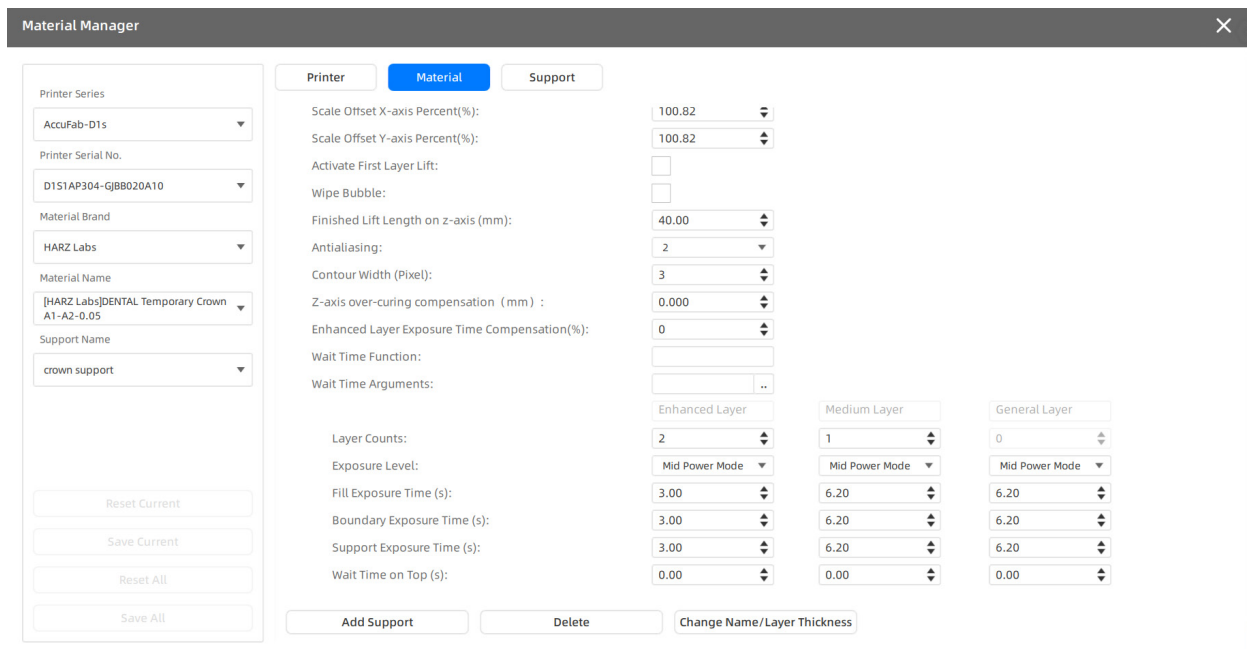 Material Manager
Printer Series
AccuFab-D1s
Printer Serial No.
D1S1AP304-GJBB020A10
Material Brand
HARZ Labs
Material Name
[HARZ Labs]DENTAL Temporary Crown
A1-A2-0.05
Support Name
crown support
Reset Current
Save Current
Reset All
Save All
Printer Material Support
Scale Offset X-axis Percent(%): 100.82
Scale Offset Y-axis Percent(%): 100.82
Activate First Layer Lift:
Wipe Bubble:
Finished Lift Length on z-axis (mm): 40.00
Antialiasing: 2
Contour Width (Pixel): 3
Z-axis over-curing compensation（mm）: 0.000
Enhanced Layer Exposure Time Compensation(%): 0
Wait Time Function:
Wait Time Arguments: ..
Enhanced Layer Medium Layer General Layer
Layer Counts: 2 1 0
Exposure Level: Mid Power Mode Mid Power Mode Mid Power Mode
Fill Exposure Time (s): 3.00 6.20 6.20
Boundary Exposure Time (s): 3.00 6.20 6.20
Support Exposure Time (s): 3.00 6.20 6.20
Wait Time on Top (s): 0.00 0.00 0.00
Add Support Delete Change Name/Layer Thickness